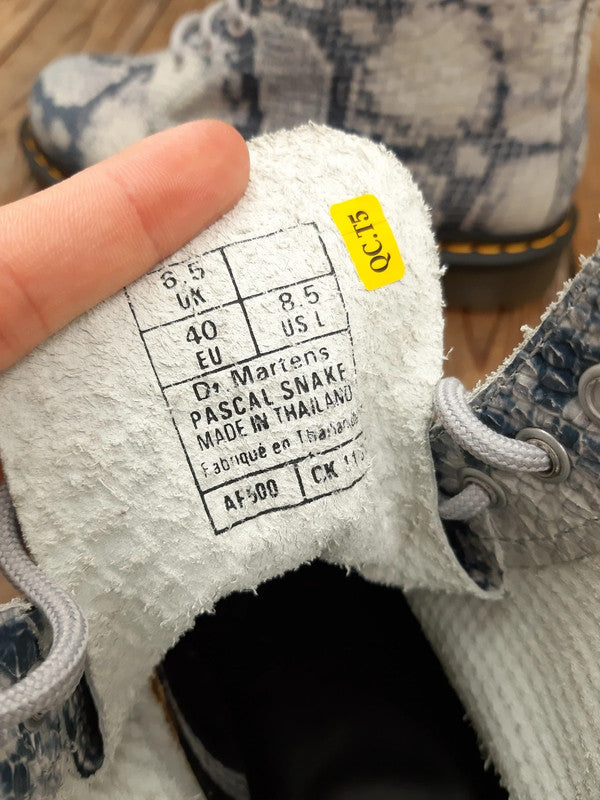 QC.T5
6.5
UK
40
EU
8.5
US L
Dr. Martens
PASCAL SNAKE
MADE IN THAILAND
Fabriqué en Thaïlande
AF500
CK